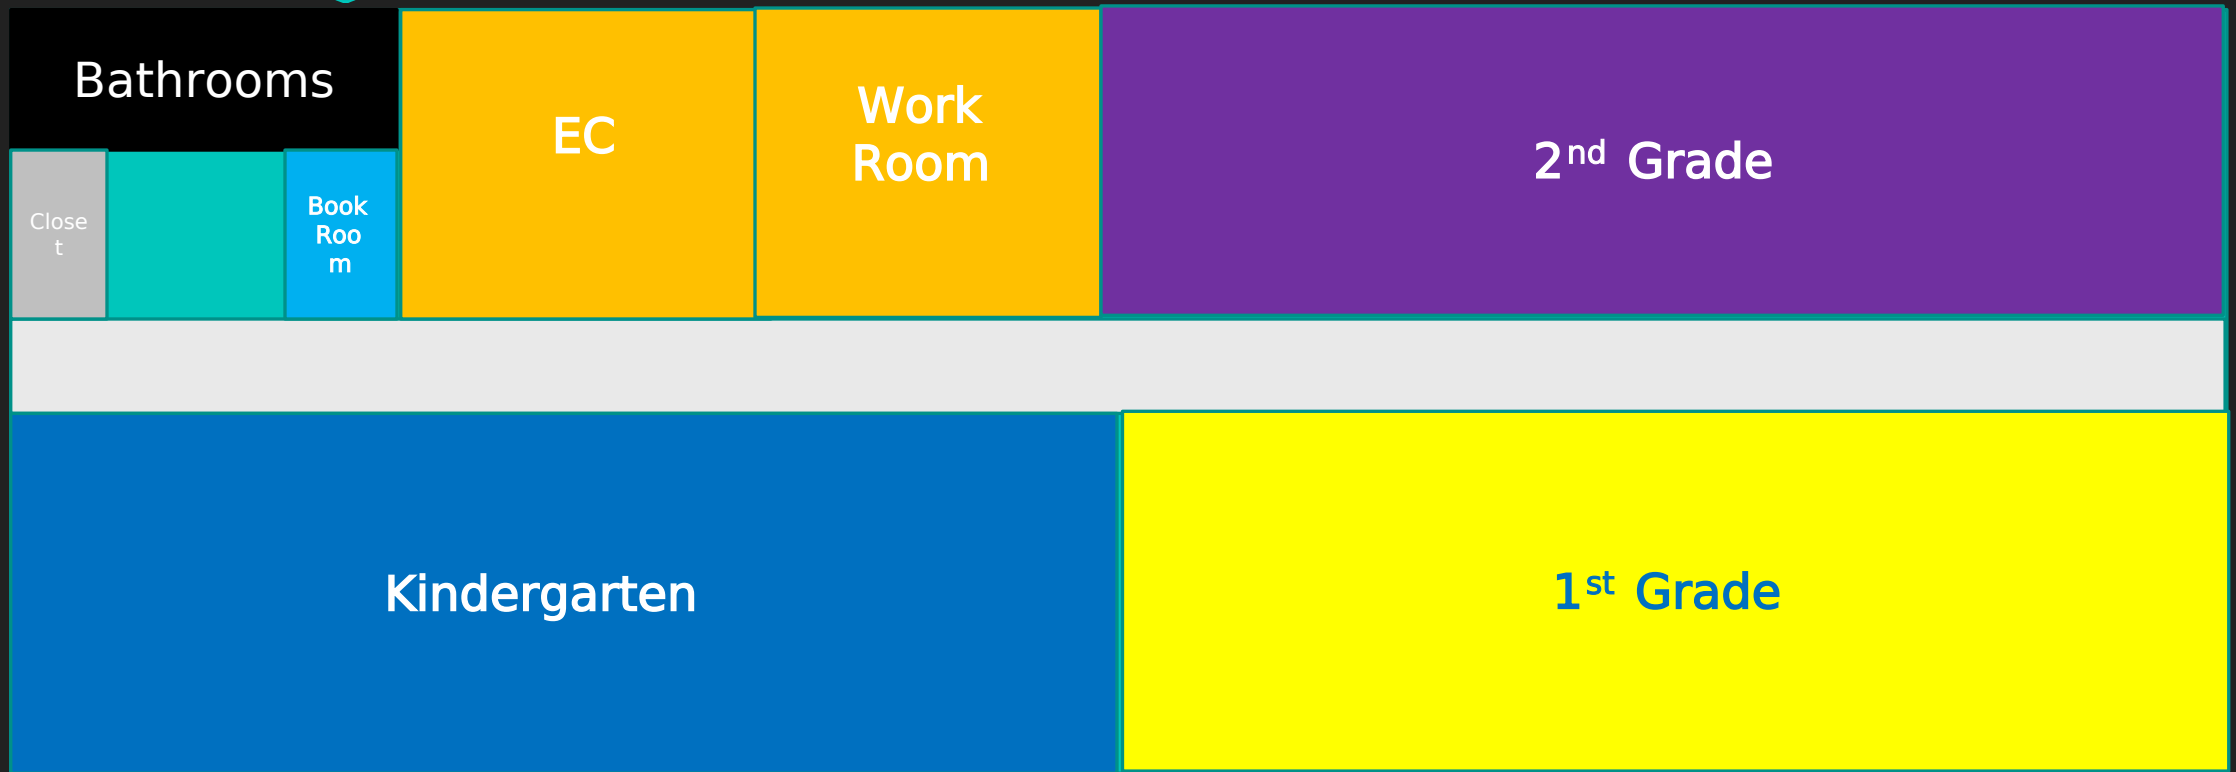 Bathrooms
EC
Work
Room
2nd Grade
Close
t
Book
Roo
m
Kindergarten
1st Grade